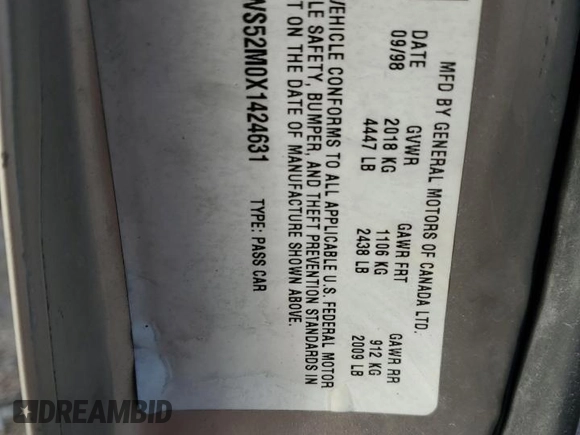 MFD BY GENERAL MOTORS OF CANADA LTD.
DATE GVWR GAWR FRT GAWR RR
09/98 2018 KG 1106 KG 912 KG
4447 LB 2438 LB 2009 LB
VEHICLE CONFORMS TO ALL APPLICABLE U.S. FEDERAL MOTOR
LE SAFETY, BUMPER, AND THEFT PREVENTION STANDARDS IN
T ON THE DATE OF MANUFACTURE SHOWN ABOVE.
VS52M0X1424631 TYPE: PASS CAR
DREAMBID